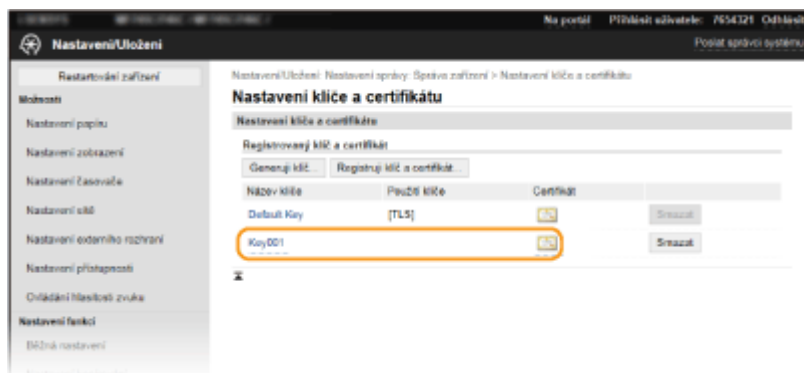 Na portál Přihlásit uživatele: 7654321 Odhlásit
Nastavení/Uložení
Poslat správci systému
Restartování zařízení
Nastavení/Uložení: Nastavení správy: Správa zařízení > Nastavení klíče a certifikátu
Možnosti
Nastavení klíče a certifikátu
Nastavení papíru
Nastavení klíče a certifikátu
Nastavení zobrazení
Registrovaný klíč a certifikát
Generuj klíč... Registruj klíč a certifikát...
Nastavení časovače
Název klíče Použití klíče Certifikát
Nastavení sítě
Default Key [TLS] Smazat
Nastavení externího rozhraní
Key001 Smazat
Nastavení přístupnosti
Ovládání hlasitosti zvuku
Nastavení funkcí
Běžná nastavení